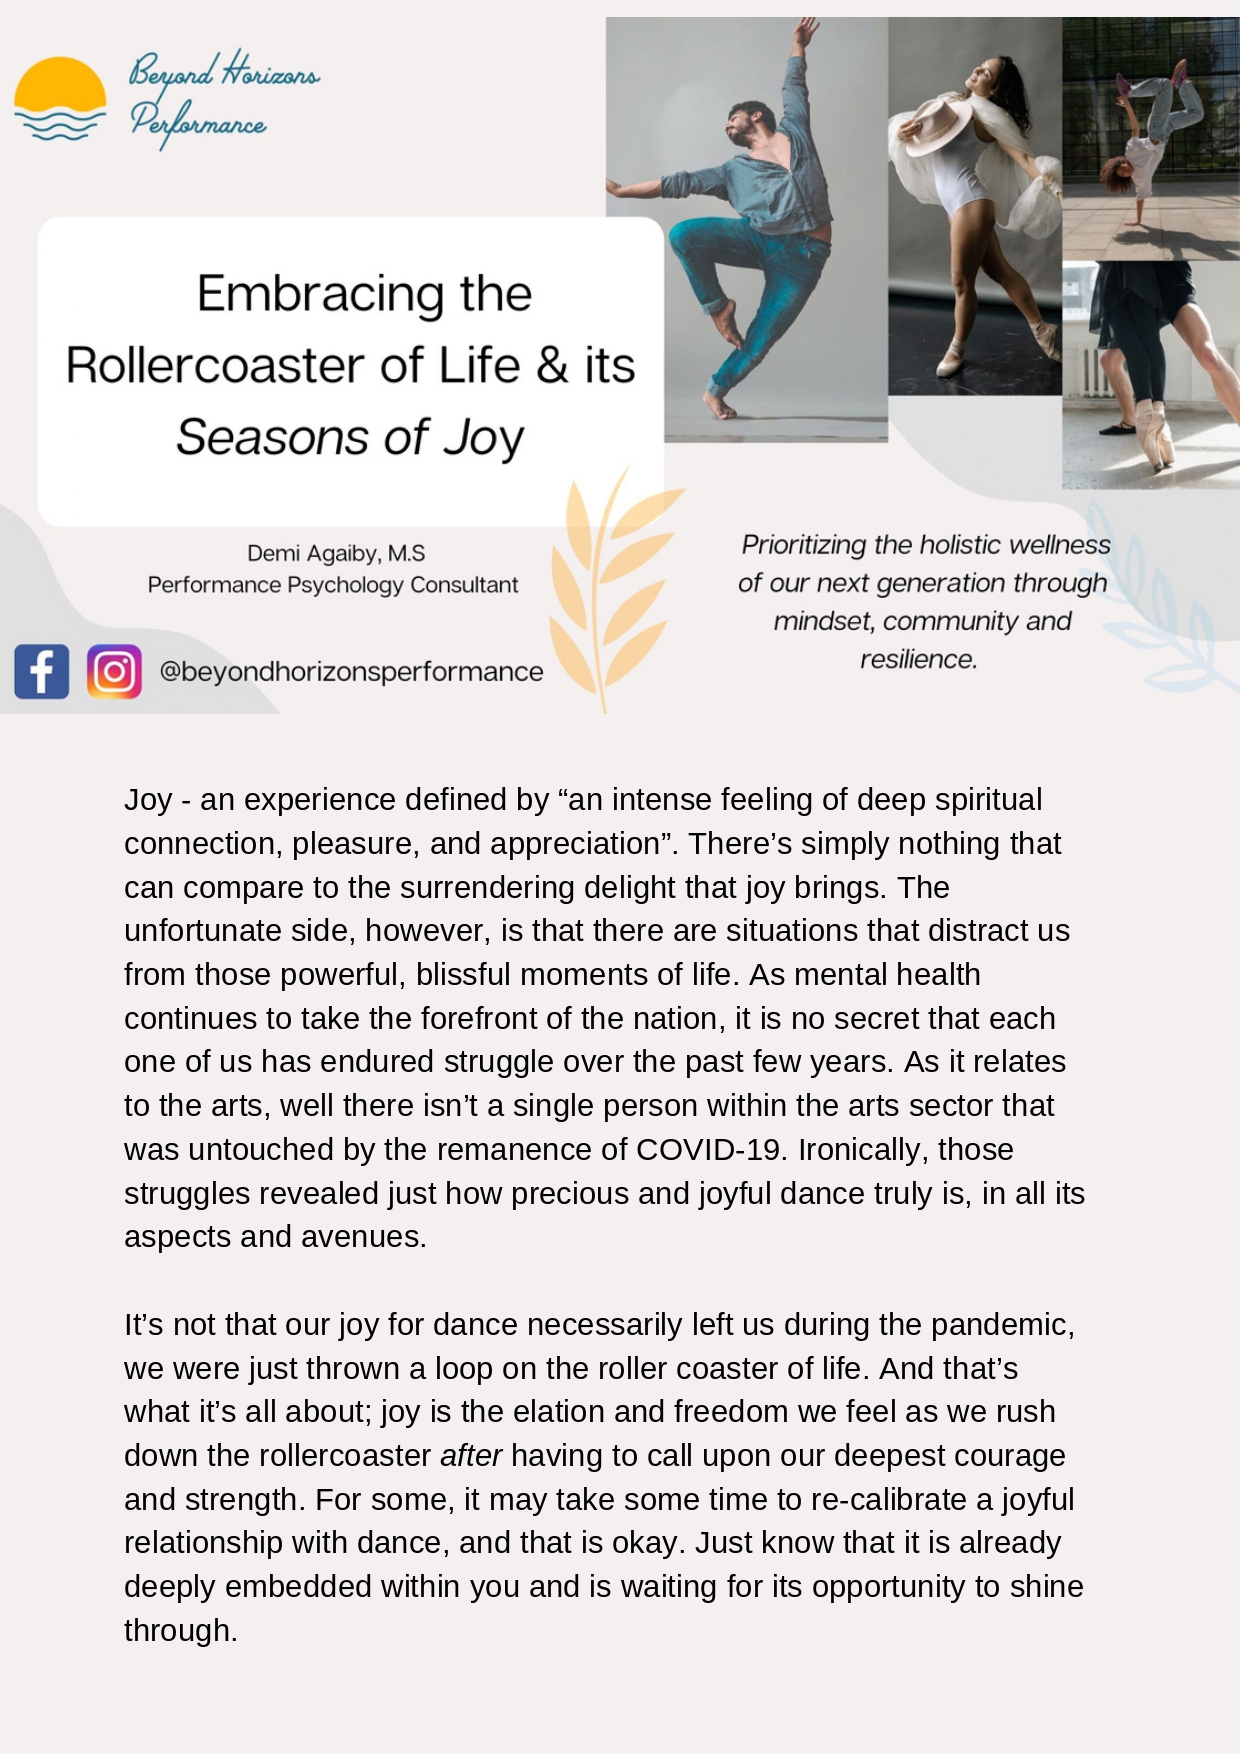 Beyond Horizons
Performance
Embracing the
Rollercoaster of Life & its
Seasons of Joy
Demi Agaiby, M.S
Performance Psychology Consultant
@beyondhorizonsperformance
Prioritizing the holistic wellness
of our next generation through
mindset, community and
resilience.
Joy - an experience defined by “an intense feeling of deep spiritual
connection, pleasure, and appreciation”. There’s simply nothing that
can compare to the surrendering delight that joy brings. The
unfortunate side, however, is that there are situations that distract us
from those powerful, blissful moments of life. As mental health
continues to take the forefront of the nation, it is no secret that each
one of us has endured struggle over the past few years. As it relates
to the arts, well there isn’t a single person within the arts sector that
was untouched by the remanence of COVID-19. Ironically, those
struggles revealed just how precious and joyful dance truly is, in all its
aspects and avenues.
It’s not that our joy for dance necessarily left us during the pandemic,
we were just thrown a loop on the roller coaster of life. And that’s
what it’s all about; joy is the elation and freedom we feel as we rush
down the rollercoaster after having to call upon our deepest courage
and strength. For some, it may take some time to re-calibrate a joyful
relationship with dance, and that is okay. Just know that it is already
deeply embedded within you and is waiting for its opportunity to shine
through.